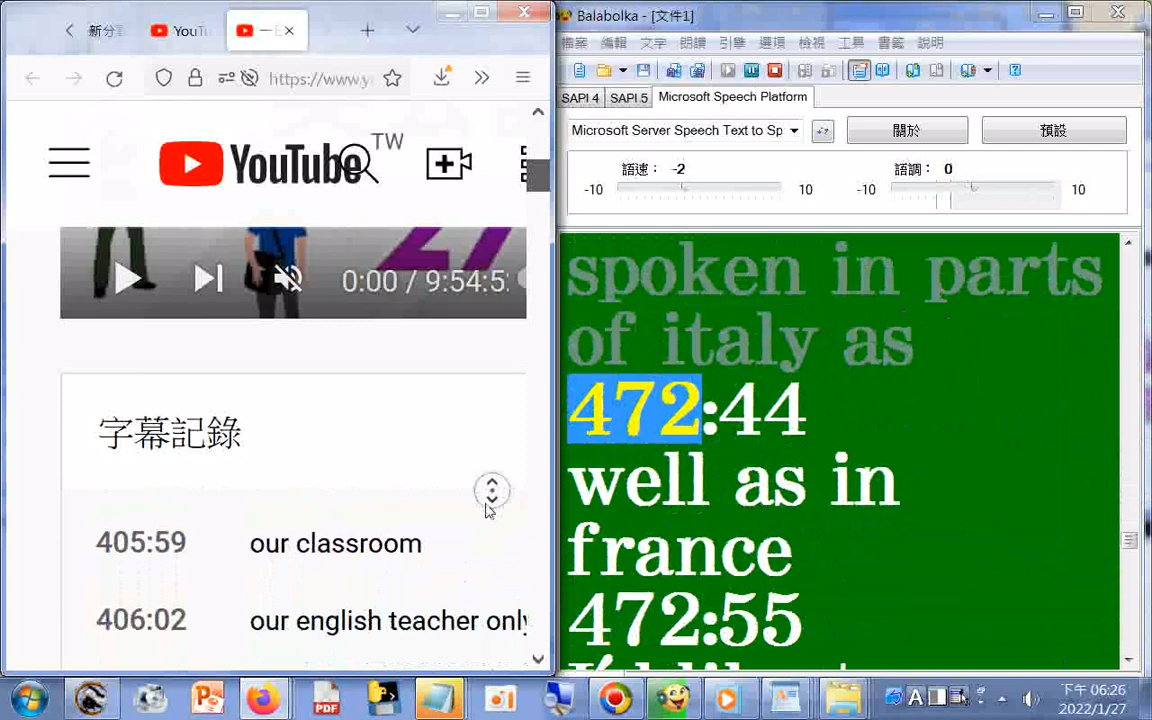 新分
YouTu
一 E
https://www.y
YouTube TW
0:00 / 9:54:5
字幕記錄
405:59 our classroom
406:02 our english teacher only
Balabolka - [文件1]
檔案 編輯 文字 朗讀 引擎 選項 檢視 工具 書籤 說明
SAPI 4 SAPI 5 Microsoft Speech Platform
Microsoft Server Speech Text to Sp 關於 預設
語速: -2 語調: 0
-10 10 -10 10
spoken in parts
of italy as
472:44
well as in
france
472:55
PDF
A
下午 06:26
2022/1/27